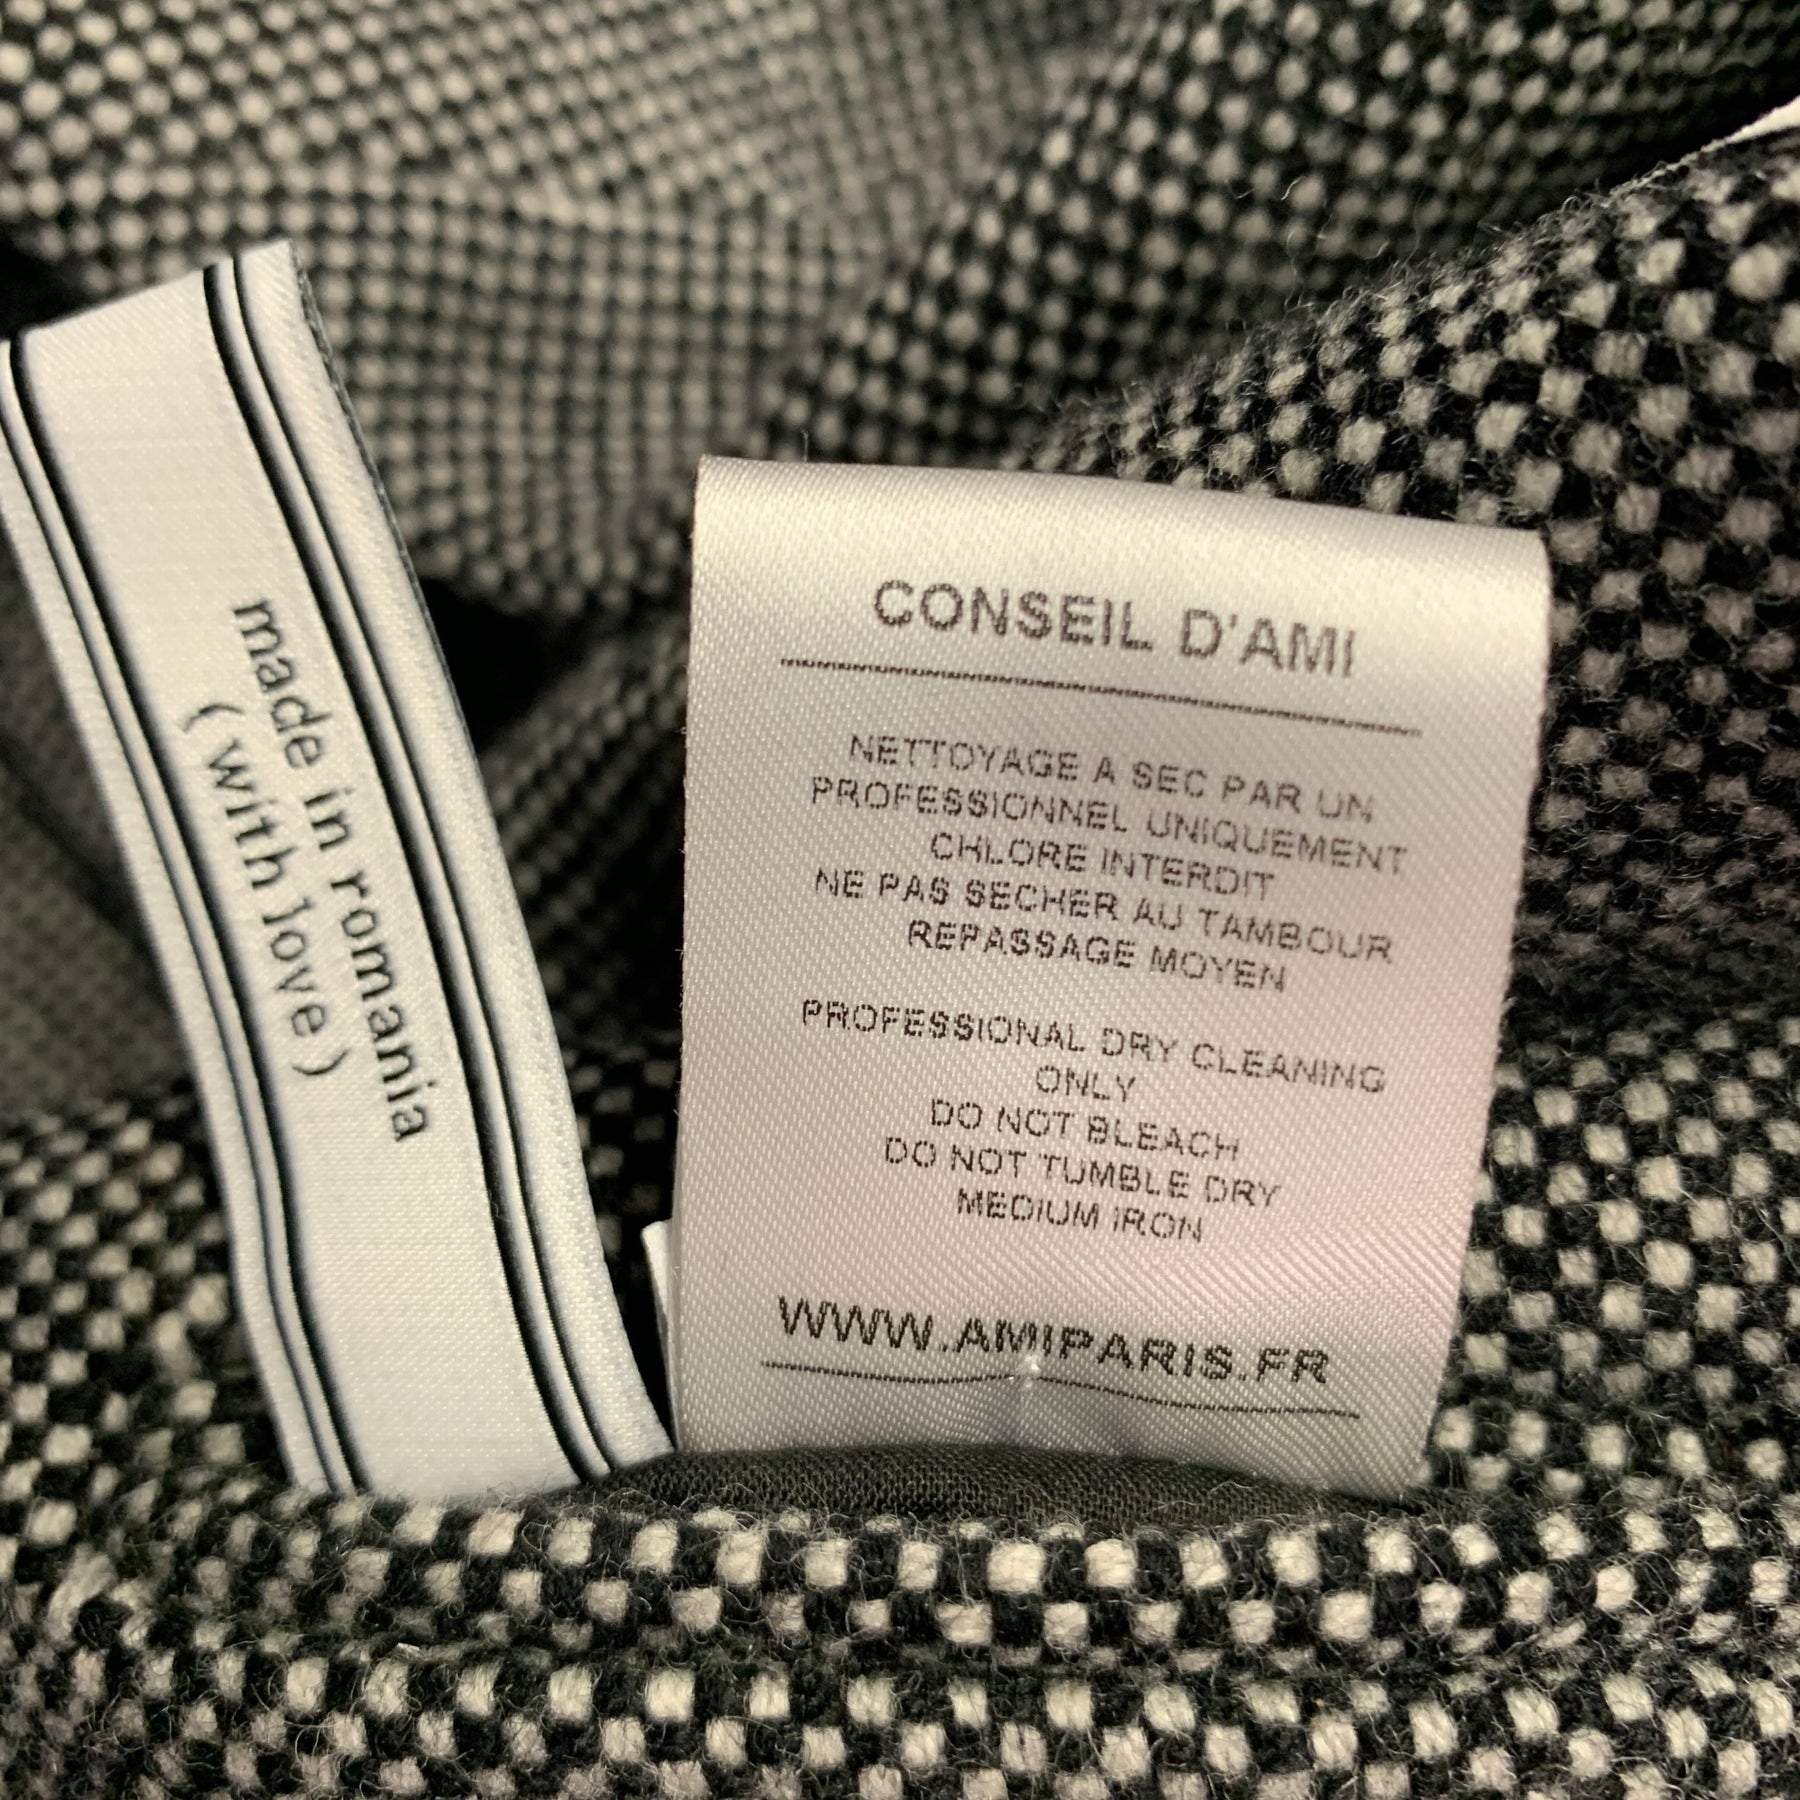 made in romania
( with love )
CONSEIL D'AMI
NETTOYAGE A SEC PAR UN
PROFESSIONNEL UNIQUEMENT
CHLORE INTERDIT
NE PAS SECHER AU TAMBOUR
REPASSAGE MOYEN
PROFESSIONAL DRY CLEANING
ONLY
DO NOT BLEACH
DO NOT TUMBLE DRY
MEDIUM IRON
WWW.AMIPARIS.FR